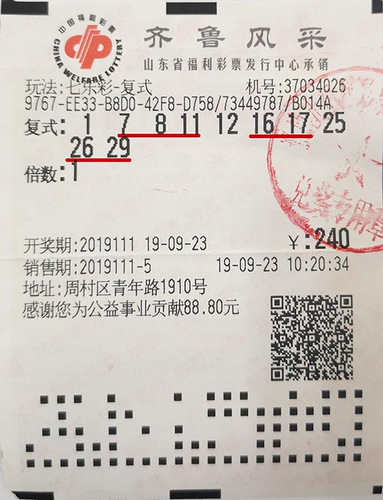 中国福利彩票
CHINA WELFARE LOTTERY
齐鲁风采
山东省福利彩票发行中心承销
玩法:七乐彩-复式 机号:37034026
9767-EE33-B8D0-42F8-D758/73449787/B014A
复式: 1 7 8 11 12 16 17 25
26 29
倍数:1
开奖期:2019111 19-09-23 ¥:240
销售期:2019111-5 19-09-23 10:20:34
地址:周村区青年路1910号
感谢您为公益事业贡献88.80元
兑奖专用章